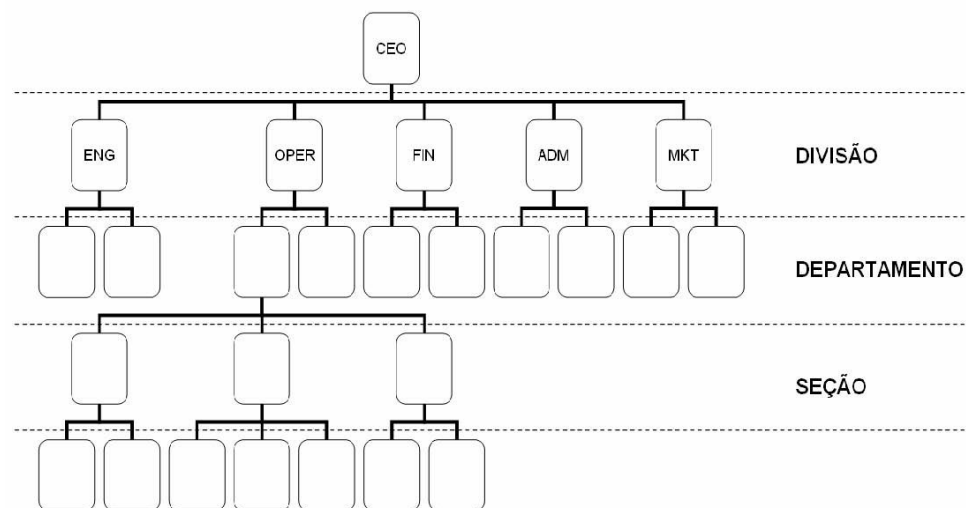 CEO
ENG
OPER
FIN
ADM
MKT
DIVISÃO
DEPARTAMENTO
SEÇÃO